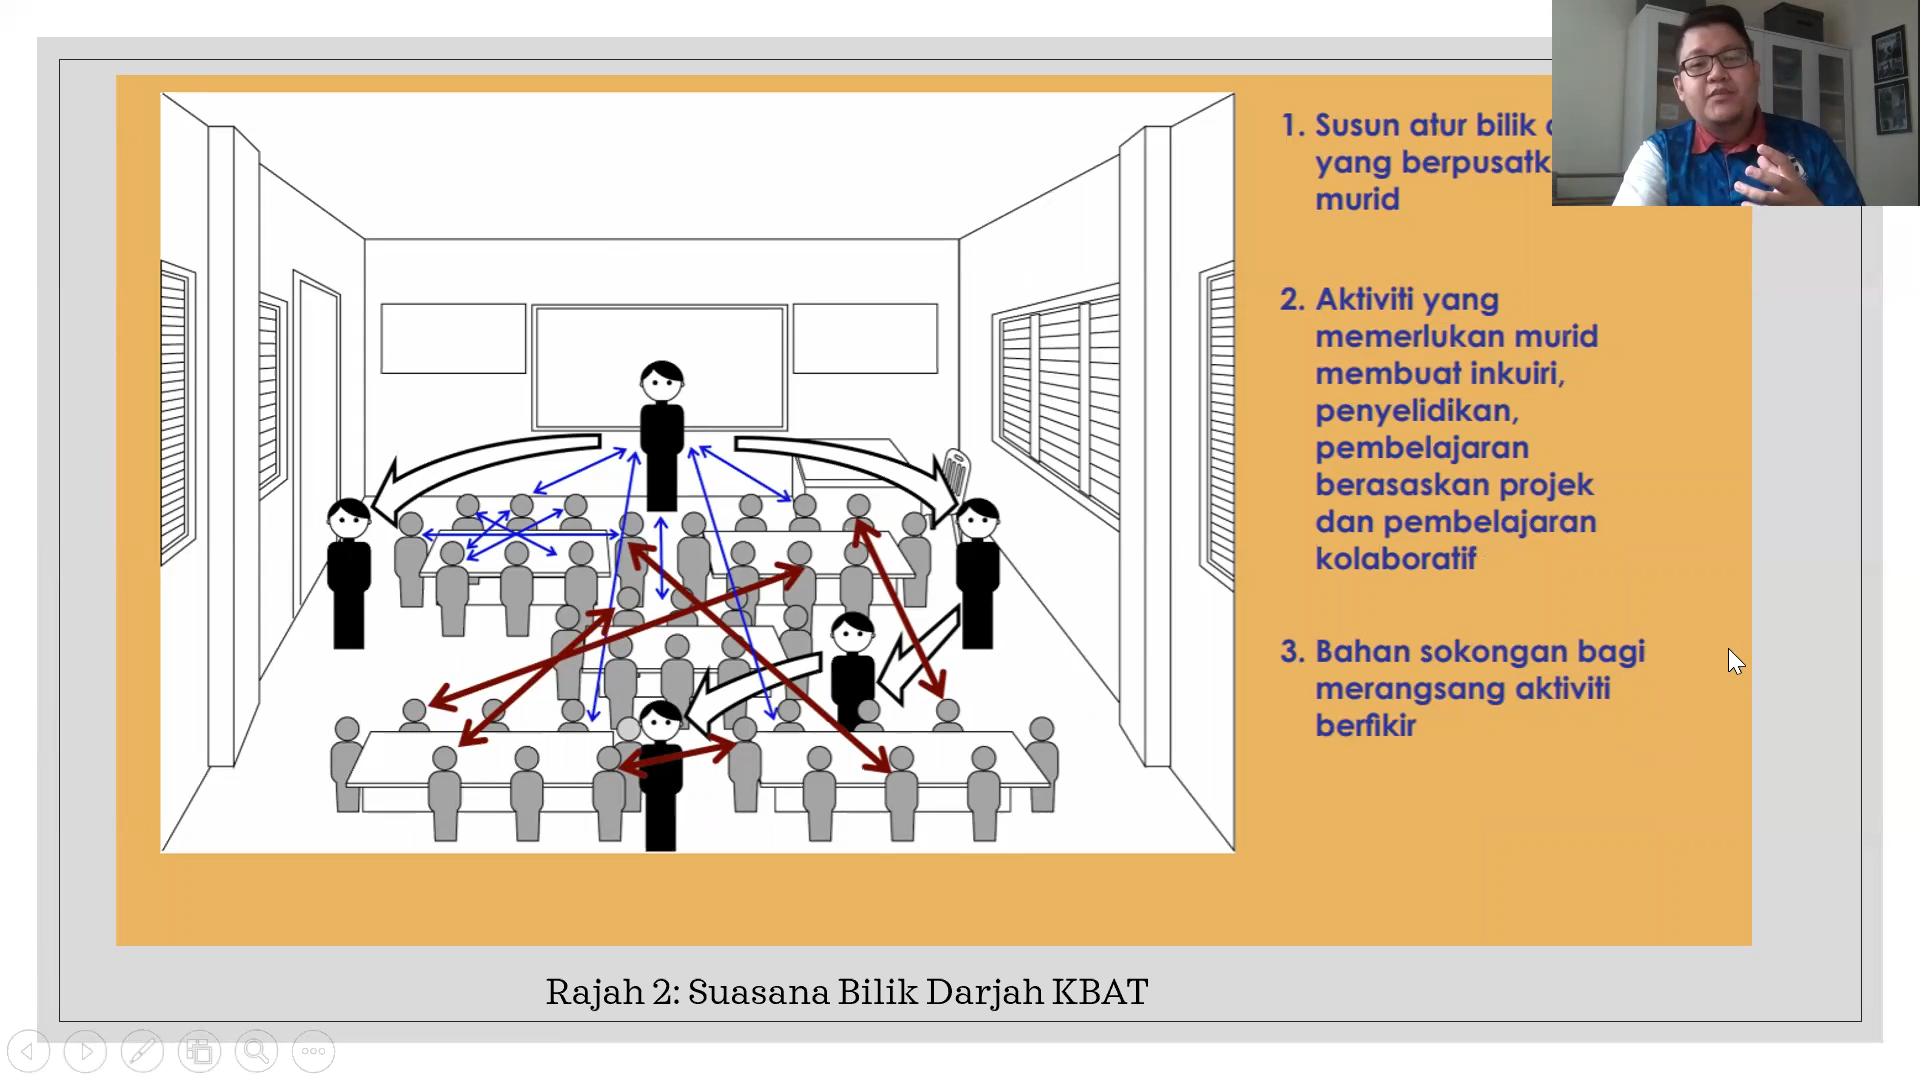 1. Susun atur bilik
yang
murid
2. Aktiviti yang
memerlukan murid
membuat inkuiri,
penyelidikan,
pembelajaran
berasaskan projek
dan pembelajaran
kolaboratif
3. Bahan sokongan bagi
merangsang aktiviti
berfikir
Rajah 2: Suasana Bilik Darjah KBAT